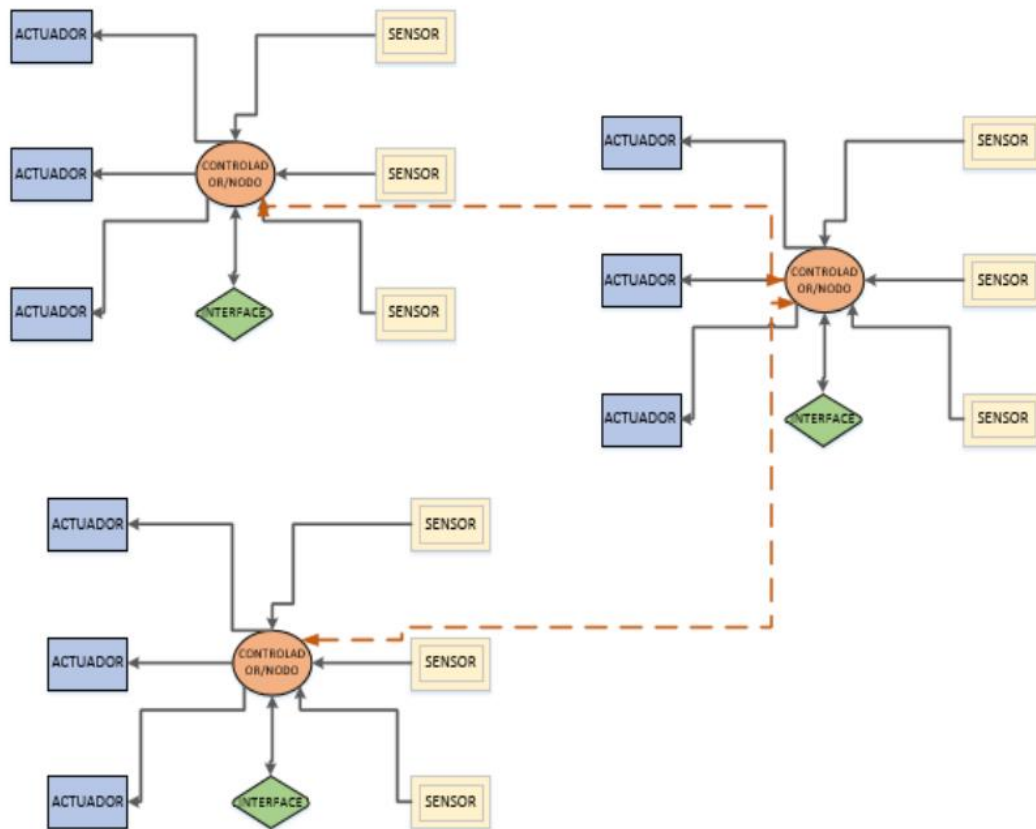 ACTUADOR
SENSOR
ACTUADOR
CONTROLAD
OR/NODO
SENSOR
ACTUADOR
INTERFACE
SENSOR
ACTUADOR
SENSOR
ACTUADOR
CONTROLAD
OR/NODO
SENSOR
ACTUADOR
INTERFACE
SENSOR
ACTUADOR
SENSOR
ACTUADOR
CONTROLAD
OR/NODO
SENSOR
ACTUADOR
INTERFACE
SENSOR